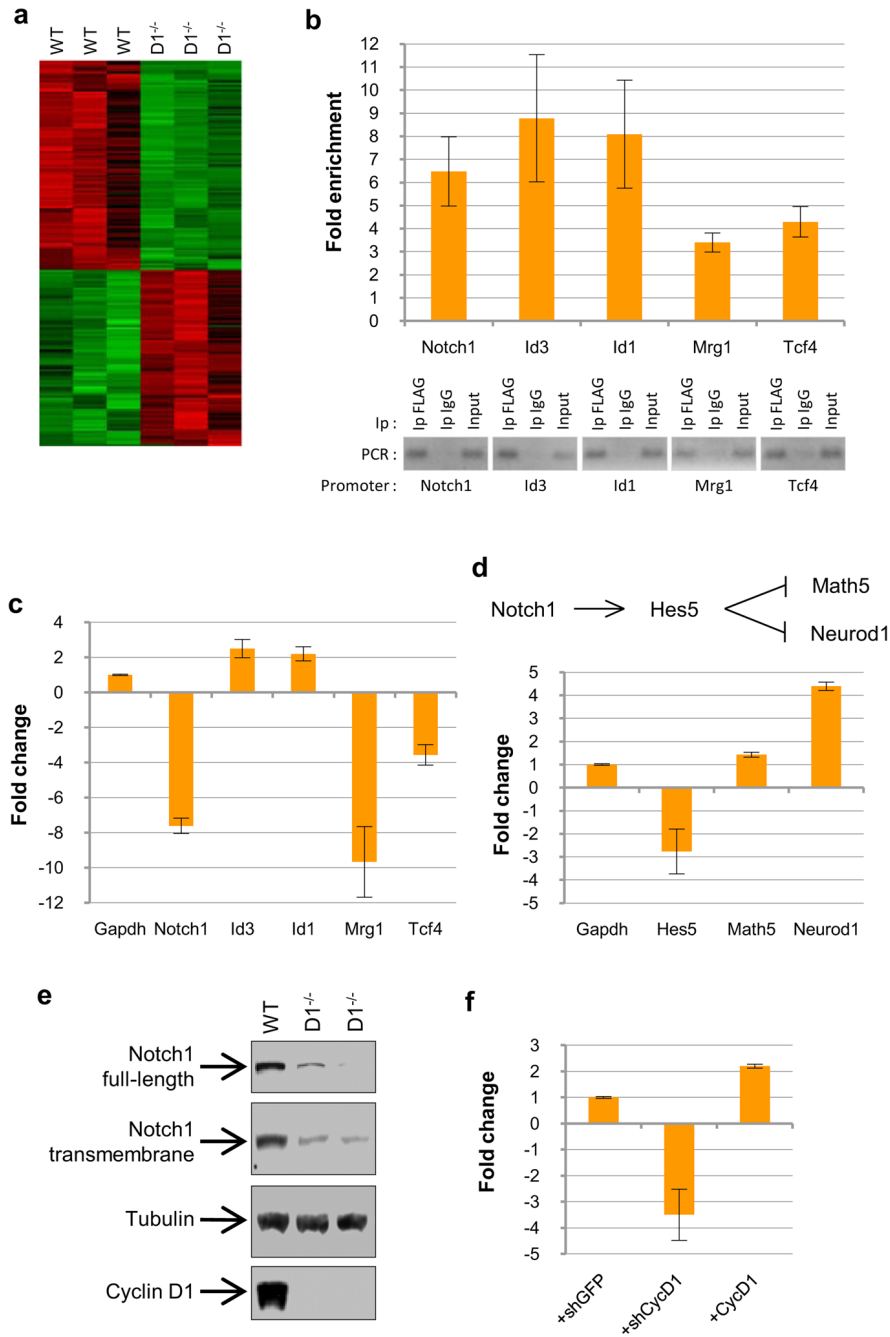 a
WT
WT
WT
D1-/-
D1-/-
D1-/-
b
Fold enrichment
12
11
10
9
8
7
6
5
4
3
2
1
0
Notch1 Id3 Id1 Mrg1 Tcf4
Ip :
Ip FLAG
Ip IgG
Input
Ip FLAG
Ip IgG
Input
Ip FLAG
Ip IgG
Input
Ip FLAG
Ip IgG
Input
Ip FLAG
Ip IgG
Input
PCR :
Promoter : Notch1 Id3 Id1 Mrg1 Tcf4
c
Fold change
4
2
0
-2
-4
-6
-8
-10
-12
Gapdh Notch1 Id3 Id1 Mrg1 Tcf4
d
Notch1
Hes5
Math5
Neurod1
Fold change
5
4
3
2
1
0
-1
-2
-3
-4
-5
Gapdh Hes5 Math5 Neurod1
e
WT
D1-/-
D1-/-
Notch1
full-length
Notch1
transmembrane
Tubulin
Cyclin D1
f
Fold change
3
2
1
0
-1
-2
-3
-4
-5
+shGFP
+shCycD1
+CycD1